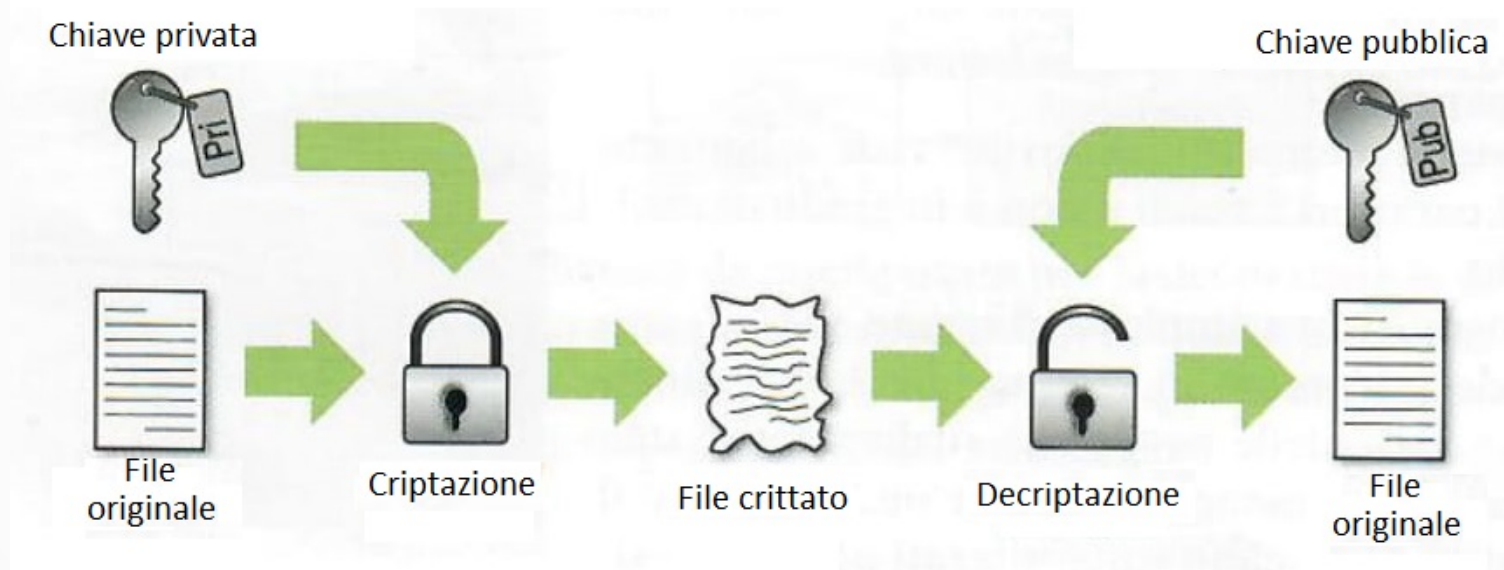 Chiave privata
Chiave pubblica
Pri
Pub
File
originale
Criptazione
File crittato
Decriptazione
File
originale